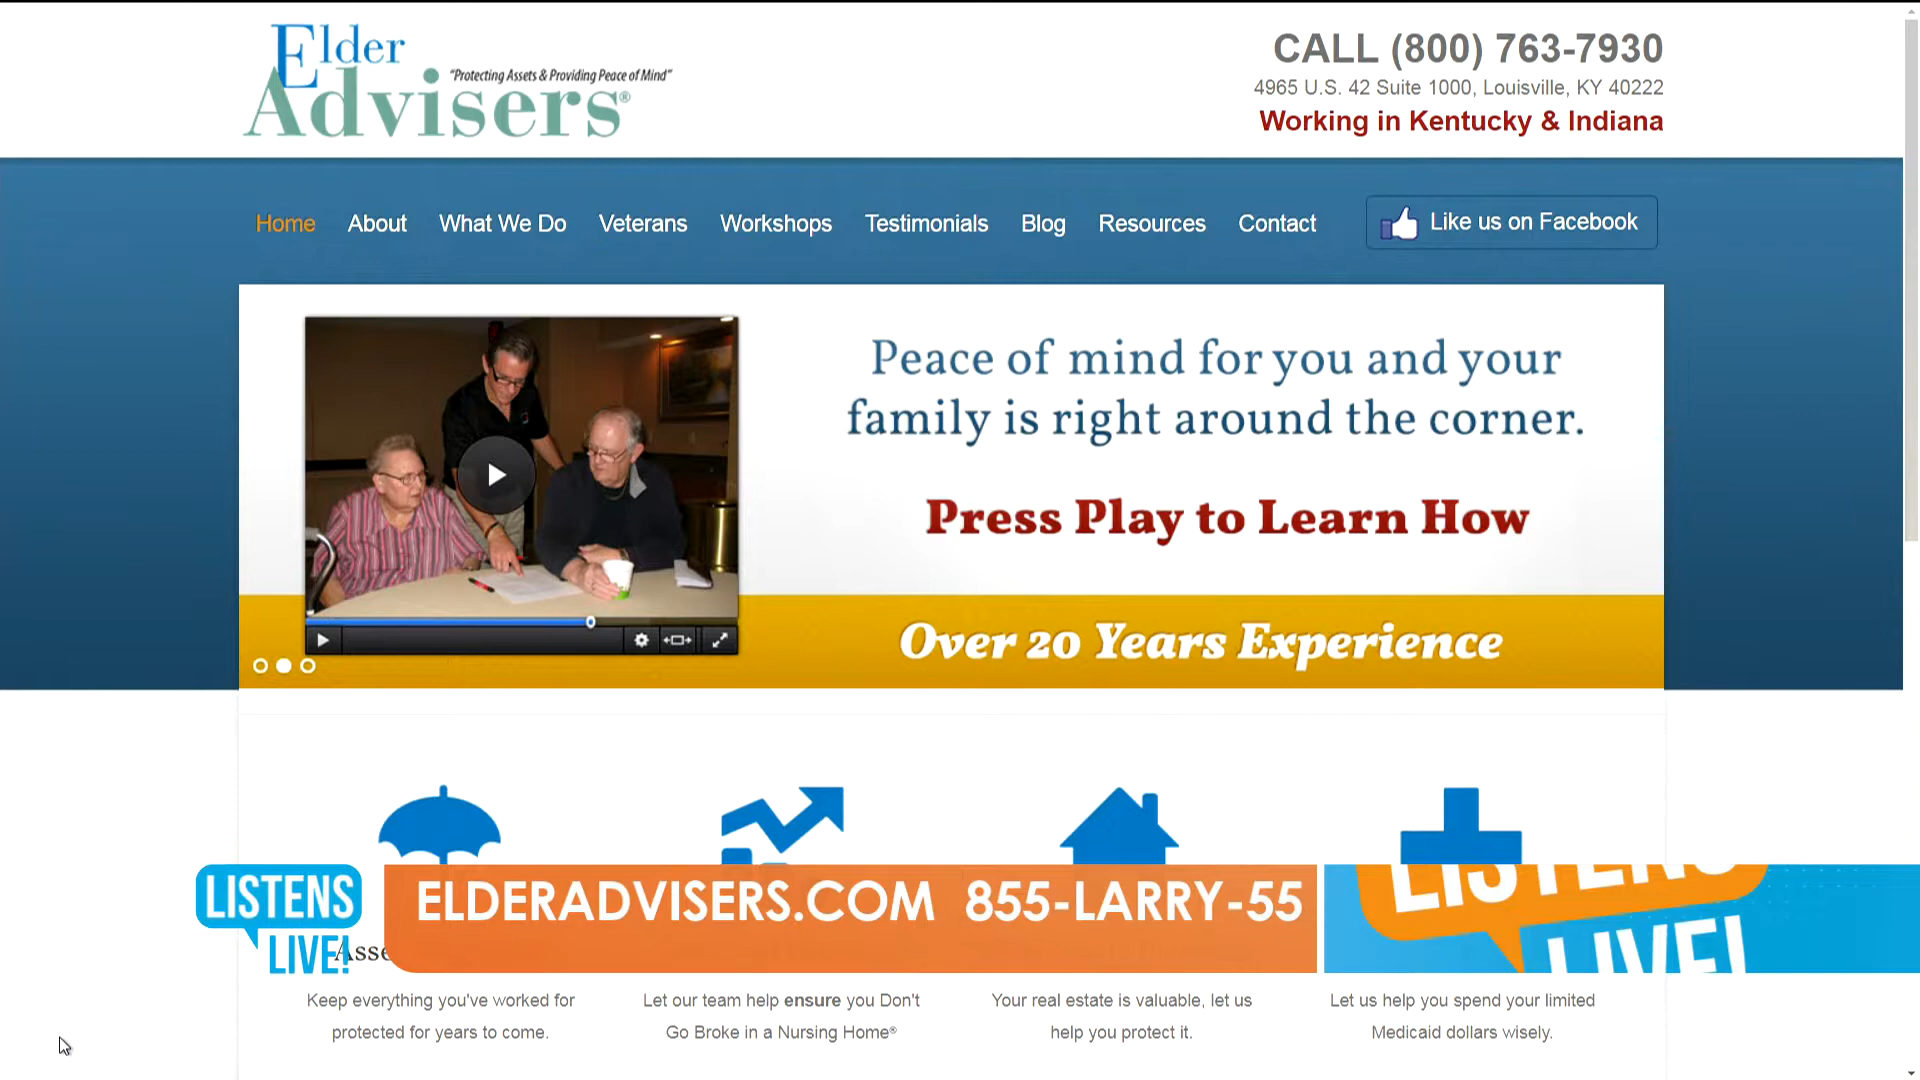 Elder
Advisers®
"Protecting Assets & Providing Peace of Mind"
CALL (800) 763-7930
4965 U.S. 42 Suite 1000, Louisville, KY 40222
Working in Kentucky & Indiana
Home About What We Do Veterans Workshops Testimonials Blog Resources Contact Like us on Facebook
Peace of mind for you and your
family is right around the corner.
Press Play to Learn How
Over 20 Years Experience
LISTENS
LIVE!
ELDERADVISERS.COM 855-LARRY-55
LISTENS
LIVE!
Asse
Keep everything you've worked for
protected for years to come.
Let our team help ensure you Don't
Go Broke in a Nursing Home®
Your real estate is valuable, let us
help you protect it.
Let us help you spend your limited
Medicaid dollars wisely.